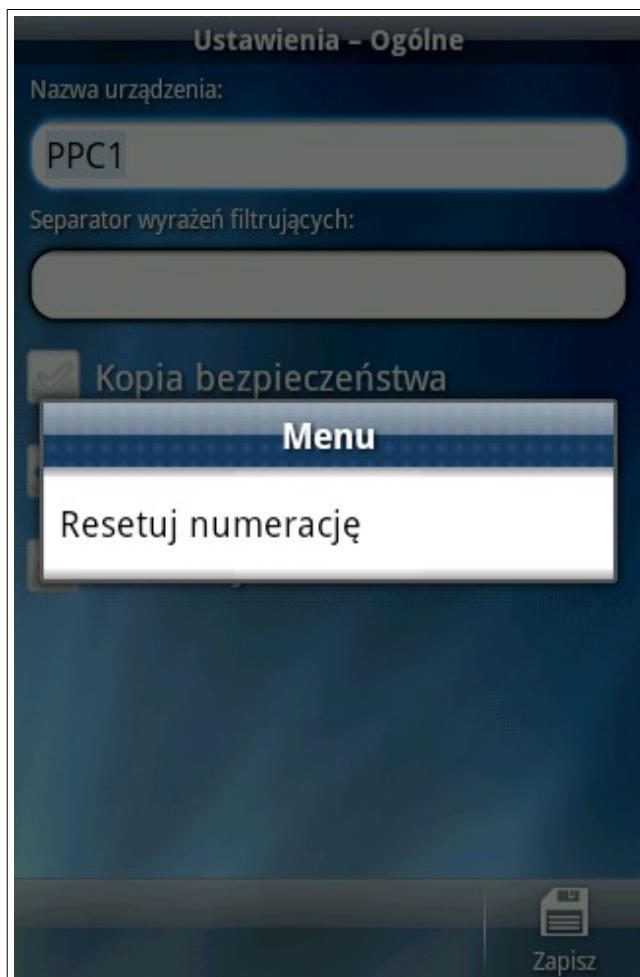 Ustawienia – Ogólne
Nazwa urządzenia:
PPC1
Separator wyrażeń filtrujących:
Kopia bezpieczeństwa
Menu
Resetuj numerację
Zapisz